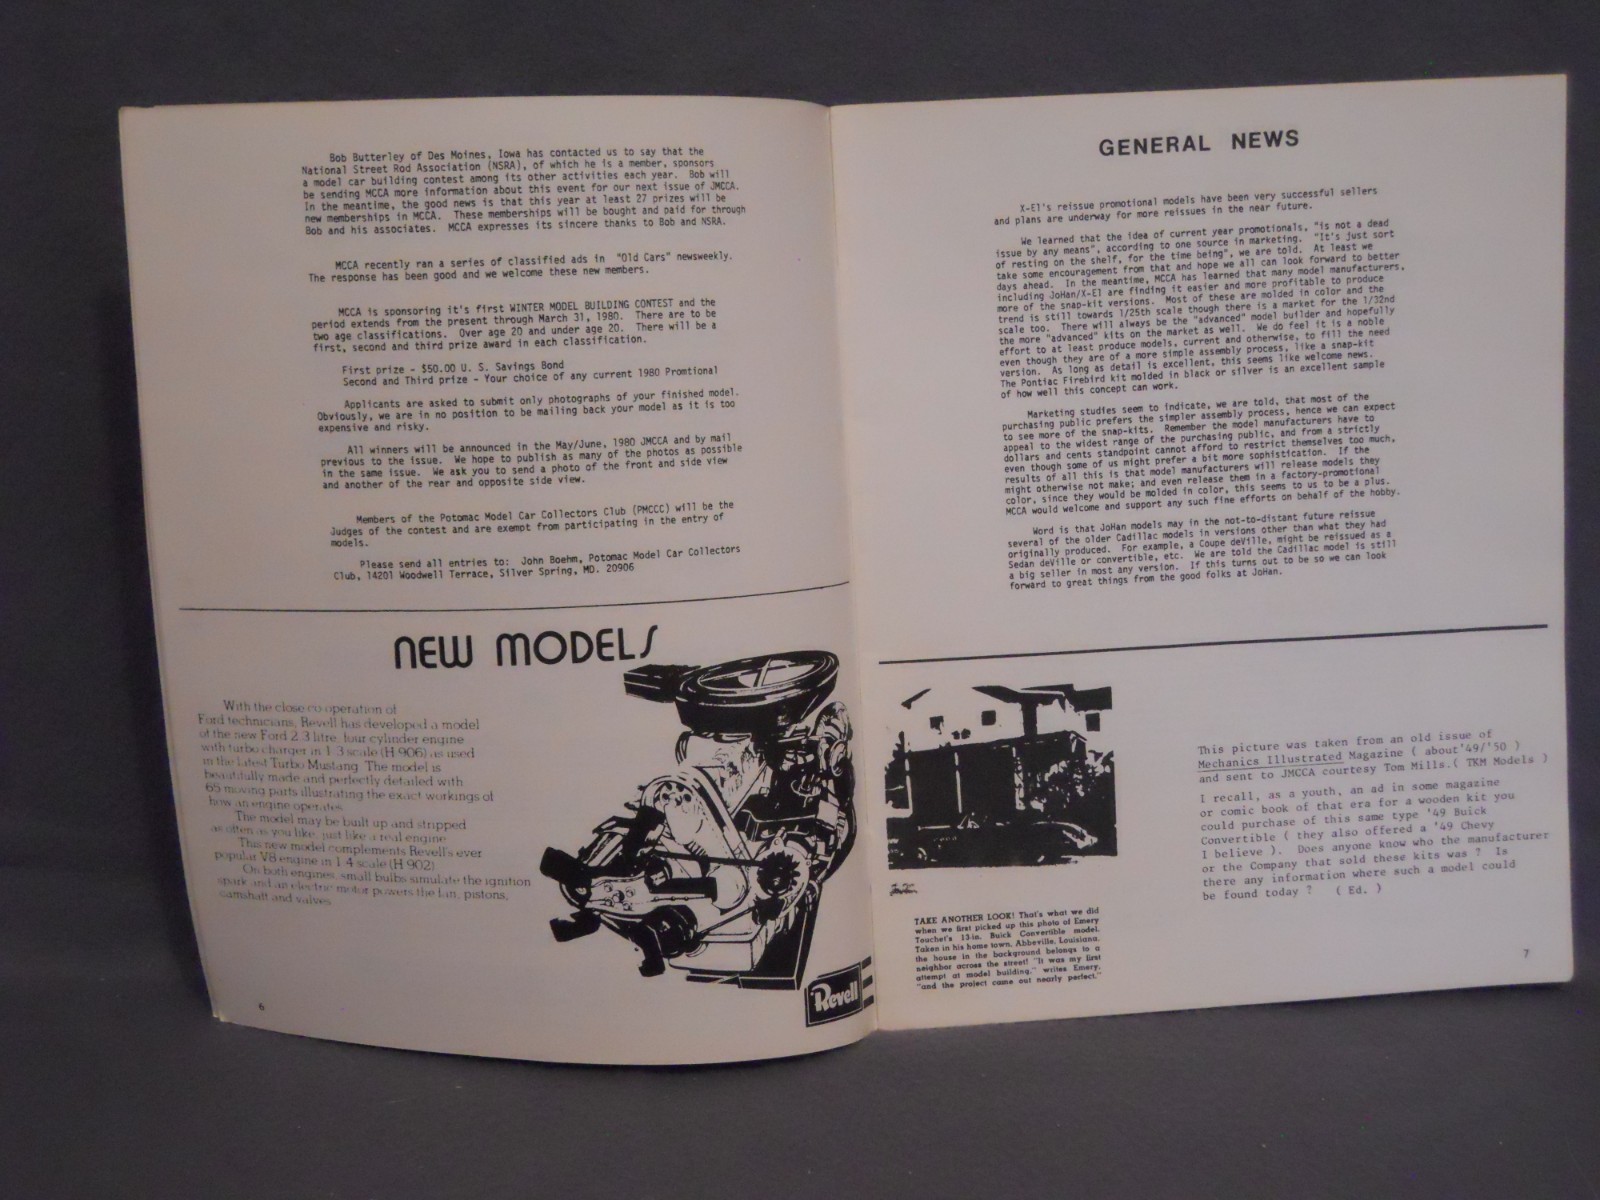 Bob Butterley of Des Moines, Iowa has contacted us to say that the
National Street Rod Association (NSRA), of which he is a member, sponsors
a model car building contest among its other activities each year. Bob will
be sending MCCA more information about this event for our next issue of JMCCA.
In the meantime, the good news is that this year at least 27 prizes will be
new memberships in MCCA. These memberships will be bought and paid for through
Bob and his associates. MCCA expresses its sincere thanks to Bob and NSRA.
MCCA recently ran a series of classified ads in "Old Cars" newsweekly.
The response has been good and we welcome these new members.
MCCA is sponsoring it's first WINTER MODEL BUILDING CONTEST and the
period extends from the present through March 31, 1980. There are to be
two age classifications. Over age 20 and under age 20. There will be a
first, second and third prize award in each classification.
First prize - $50.00 U. S. Savings Bond
Second and Third prize - Your choice of any current 1980 Promtional
Applicants are asked to submit only photographs of your finished model.
Obviously, we are in no position to be mailing back your model as it is too
expensive and risky.
All winners will be announced in the May/June, 1980 JMCCA and by mail
previous to the issue. We hope to publish as many of the photos as possible
in the same issue. We ask you to send a photo of the front and side view
and another of the rear and opposite side view.
Members of the Potomac Model Car Collectors Club (PMCCC) will be the
Judges of the contest and are exempt from participating in the entry of
models.
Please send all entries to: John Boehm, Potomac Model Car Collectors
Club, 14201 Woodwell Terrace, Silver Spring, MD. 20906
NEW MODELS
With the close co-operation of
Ford technicians, Revell has developed a model
of the new Ford 2.3 litre, four cylinder engine
with turbo charger in 1/3 scale (H-906) as used
in the latest Turbo Mustang. The model is
beautifully made and perfectly detailed with
65 moving parts illustrating the exact workings of
how an engine operates.
The model may be built up and stripped
as often as you like, just like a real engine.
This new model complements Revell's ever
popular V8 engine in 1/4 scale (H-902).
On both engines, small bulbs simulate the ignition
spark and an electric motor powers the fan, pistons,
camshaft and valves.
Revell
6
GENERAL NEWS
X-El's reissue promotional models have been very successful sellers
and plans are underway for more reissues in the near future.
We learned that the idea of current year promotionals, "is not a dead
issue by any means", according to one source in marketing. "It's just sort
of resting on the shelf, for the time being", we are told. At least we
take some encouragement from that and hope we all can look forward to better
days ahead. In the meantime, MCCA has learned that many model manufacturers,
including JoHan/X-El are finding it easier and more profitable to produce
more of the snap-kit versions. Most of these are molded in color and the
trend is still towards 1/25th scale though there is a market for the 1/32nd
scale too. There will always be the "advanced" model builder and hopefully
the more "advanced" kits on the market as well. We do feel it is a noble
effort to at least produce models, current and otherwise, to fill the need
even though they are of a more simple assembly process, like a snap-kit
version. As long as detail is excellent, this seems like welcome news.
The Pontiac Firebird kit molded in black or silver is an excellent sample
of how well this concept can work.
Marketing studies seem to indicate, we are told, that most of the
purchasing public prefers the simpler assembly process, hence we can expect
to see more of the snap-kits. Remember the model manufacturers have to
appeal to the widest range of the purchasing public, and from a strictly
dollars and cents standpoint cannot afford to restrict themselves too much,
even though some of us might prefer a bit more sophistication. If the
results of all this is that model manufacturers will release models they
might otherwise not make; and even release them in a factory-promotional
color, since they would be molded in color, this seems to us to be a plus.
MCCA would welcome and support any such fine efforts on behalf of the hobby.
Word is that JoHan models may in the not-to-distant future reissue
several of the older Cadillac models in versions other than what they had
originally produced. For example, a Coupe deVille, might be reissued as a
Sedan deVille or convertible, etc. We are told the Cadillac model is still
a big seller in most any version. If this turns out to be so we can look
forward to great things from the good folks at JoHan.
TAKE ANOTHER LOOK! That's what we did
when we first picked up this photo of Emery
Touchet's 13-in. Buick Convertible model.
Taken in his home town, Abbeville, Louisiana,
the house in the background belongs to a
neighbor across the street! "It was my first
attempt at model building," writes Emery,
"and the project came out nearly perfect."
This picture was taken from an old issue of
Mechanics Illustrated Magazine ( about'49/'50 )
and sent to JMCCA courtesy Tom Mills.( TKM Models )
I recall, as a youth, an ad in some magazine
or comic book of that era for a wooden kit you
could purchase of this same type '49 Buick
Convertible ( they also offered a '49 Chevy
I believe ). Does anyone know who the manufacturer
or the Company that sold these kits was ? Is
there any information where such a model could
be found today ? ( Ed. )
7